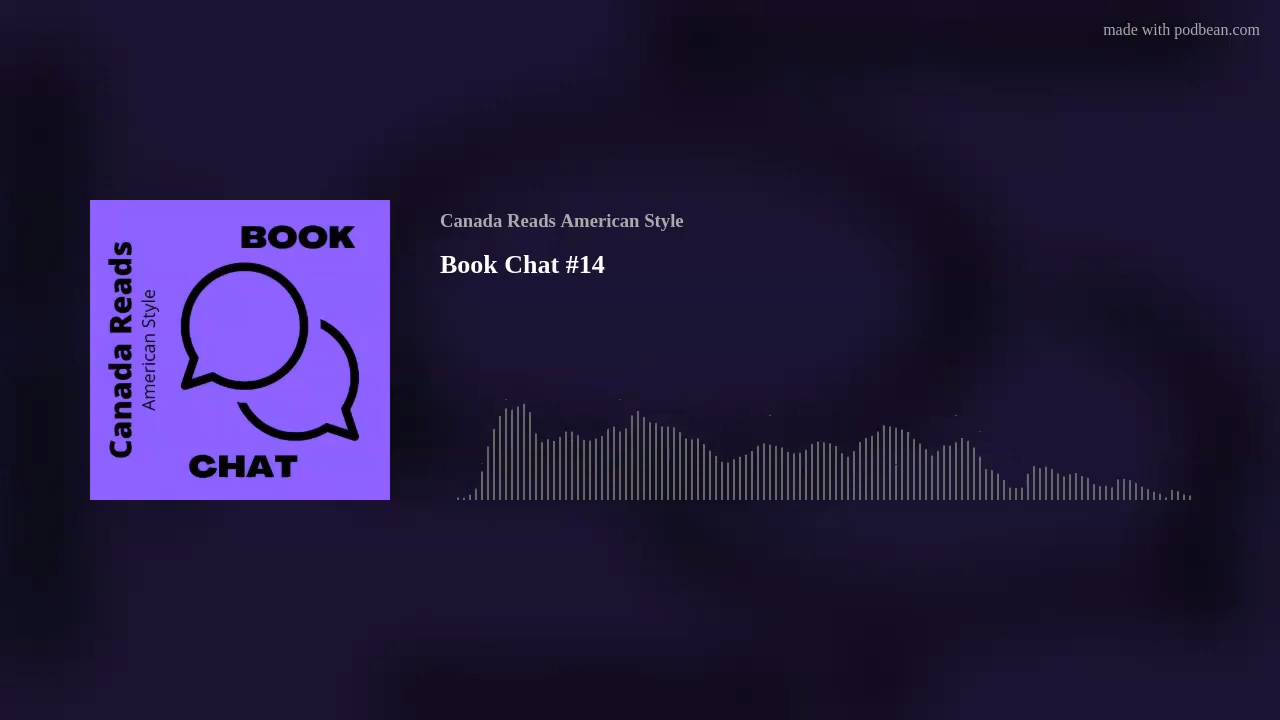 made with podbean.com
Canada Reads American Style
Book Chat #14
BOOK
Canada Reads
American Style
CHAT